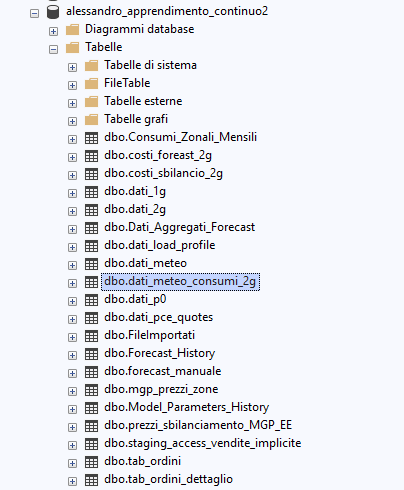 alessandro_apprendimento_continuo2
Diagrammi database
Tabelle
Tabelle di sistema
FileTable
Tabelle esterne
Tabelle grafi
dbo.Consumi_Zonali_Mensili
dbo.costi_foreast_2g
dbo.costi_sbilancio_2g
dbo.dati_1g
dbo.dati_2g
dbo.Dati_Aggregati_Forecast
dbo.dati_load_profile
dbo.dati_meteo
dbo.dati_meteo_consumi_2g
dbo.dati_p0
dbo.dati_pce_quotes
dbo.FileImportati
dbo.Forecast_History
dbo.forecast_manuale
dbo.mgp_prezzi_zone
dbo.Model_Parameters_History
dbo.prezzi_sbilanciamento_MGP_EE
dbo.staging_access_vendite_implicite
dbo.tab_ordini
dbo.tab_ordini_dettaglio